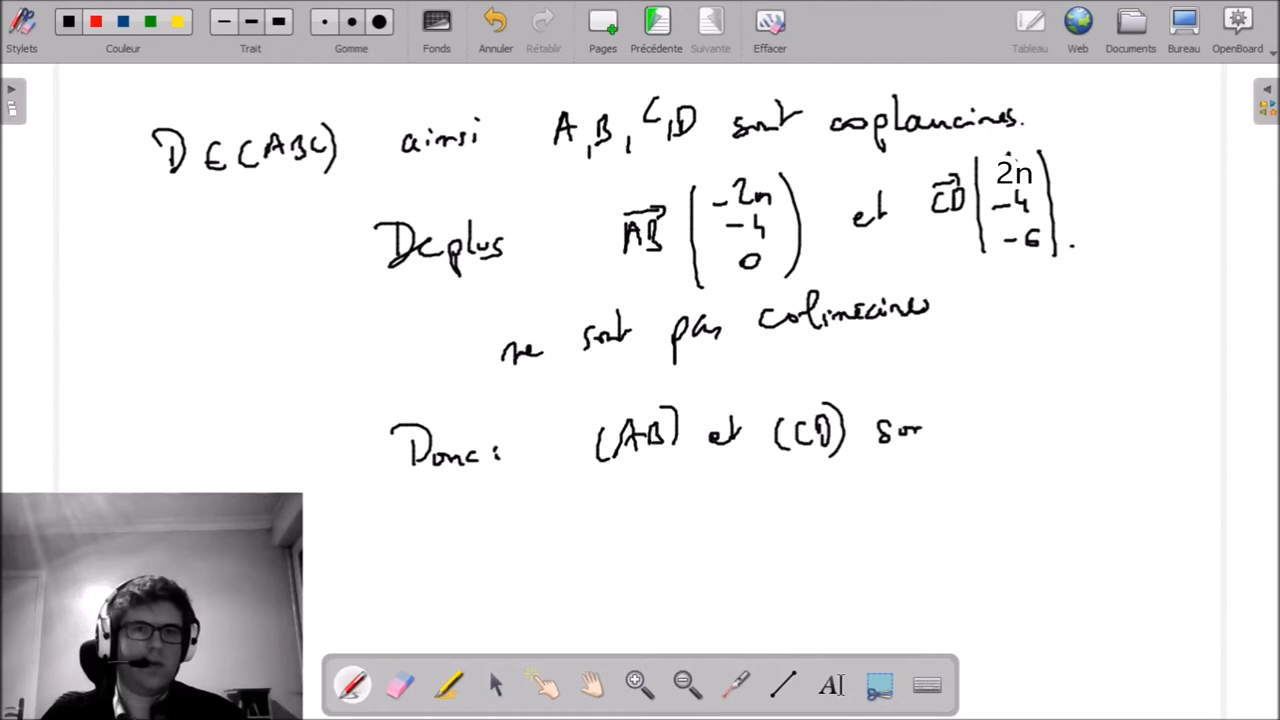 Stylets
Couleur
Trait
Gomme
Fonds
Annuler
Rétablir
Pages
Précédente
Suivante
Effacer
Tableau
Web
Documents
Bureau
OpenBoard
D ∈ (ABC) ainsi A, B, C, D sont coplanaires.
De plus AB (-2n -4 0) et CD | 2n -4 -6 | .
ne sont pas colinéaires
Donc : (AB) et (CD) son
AI